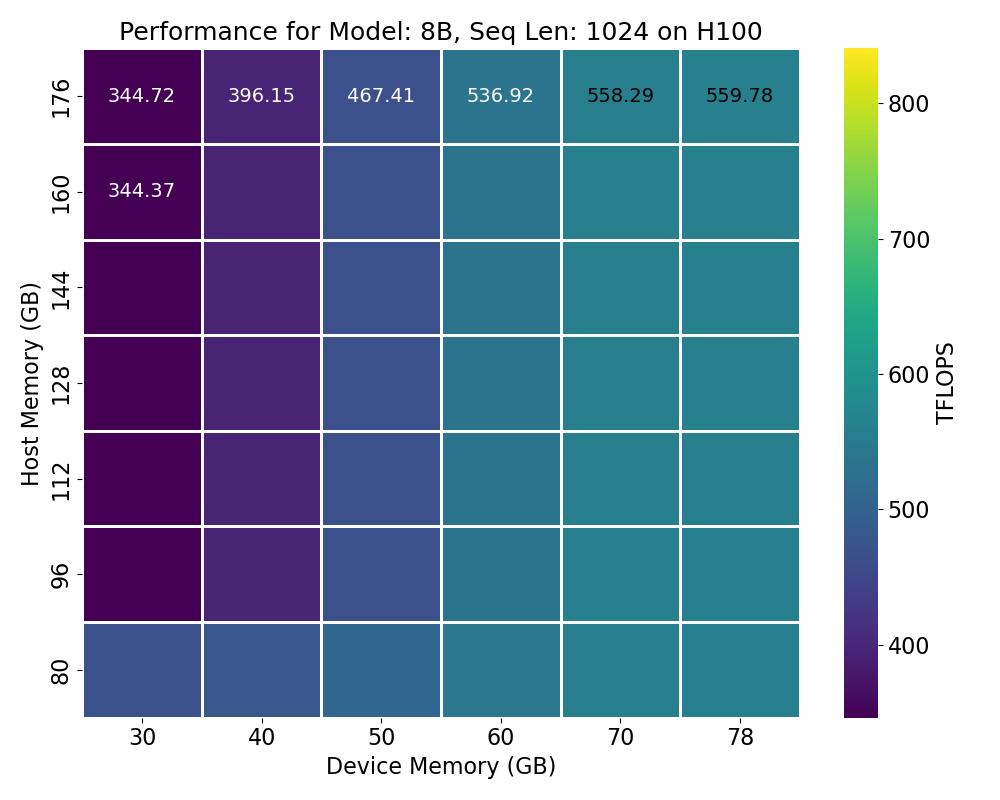 Performance for Model: 8B, Seq Len: 1024 on H100
176
344.72 396.15 467.41 536.92 558.29 559.78
160
344.37
144
128
112
96
80
Host Memory (GB)
30 40 50 60 70 78
Device Memory (GB)
800
700
600
500
400
TFLOPS